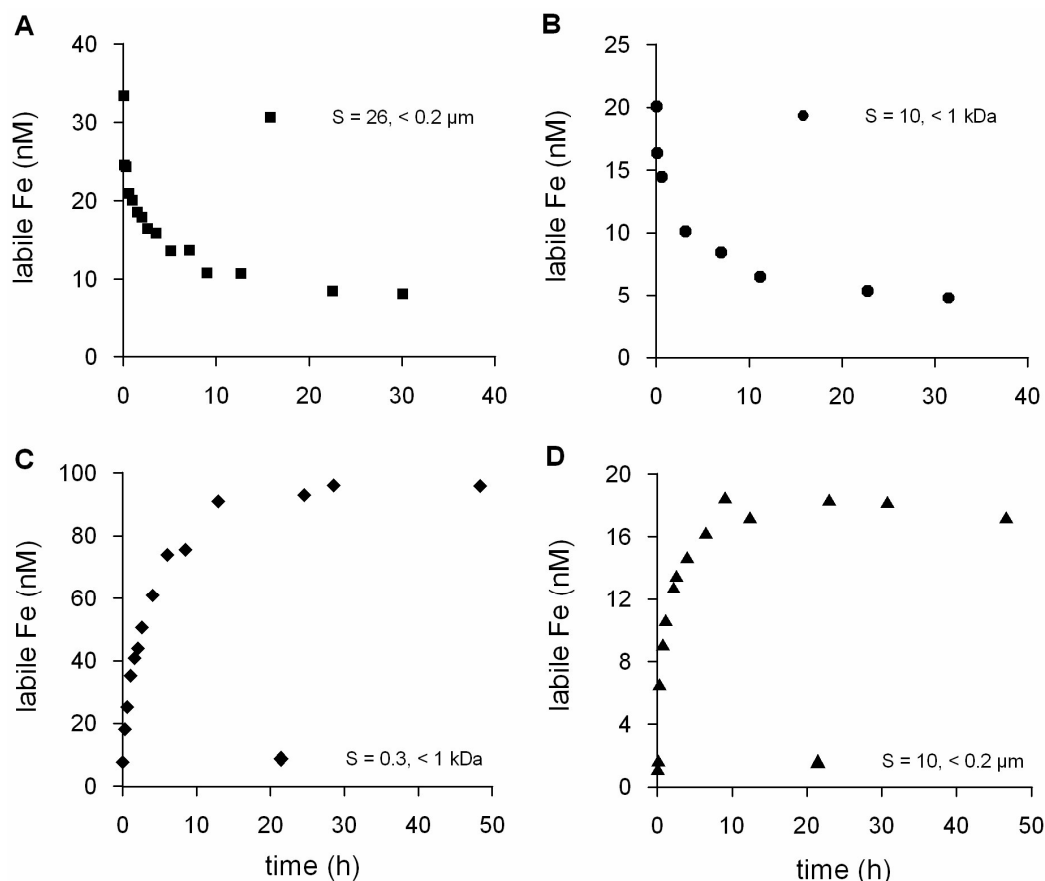 A
40
30
20
10
0
labile Fe (nM)
S = 26, < 0.2 µm
0 10 20 30 40
B
25
20
15
10
5
0
labile Fe (nM)
S = 10, < 1 kDa
0 10 20 30 40
C
100
80
60
40
20
0
labile Fe (nM)
S = 0.3, < 1 kDa
0 10 20 30 40 50
time (h)
D
20
16
12
8
4
0
labile Fe (nM)
S = 10, < 0.2 µm
0 10 20 30 40 50
time (h)